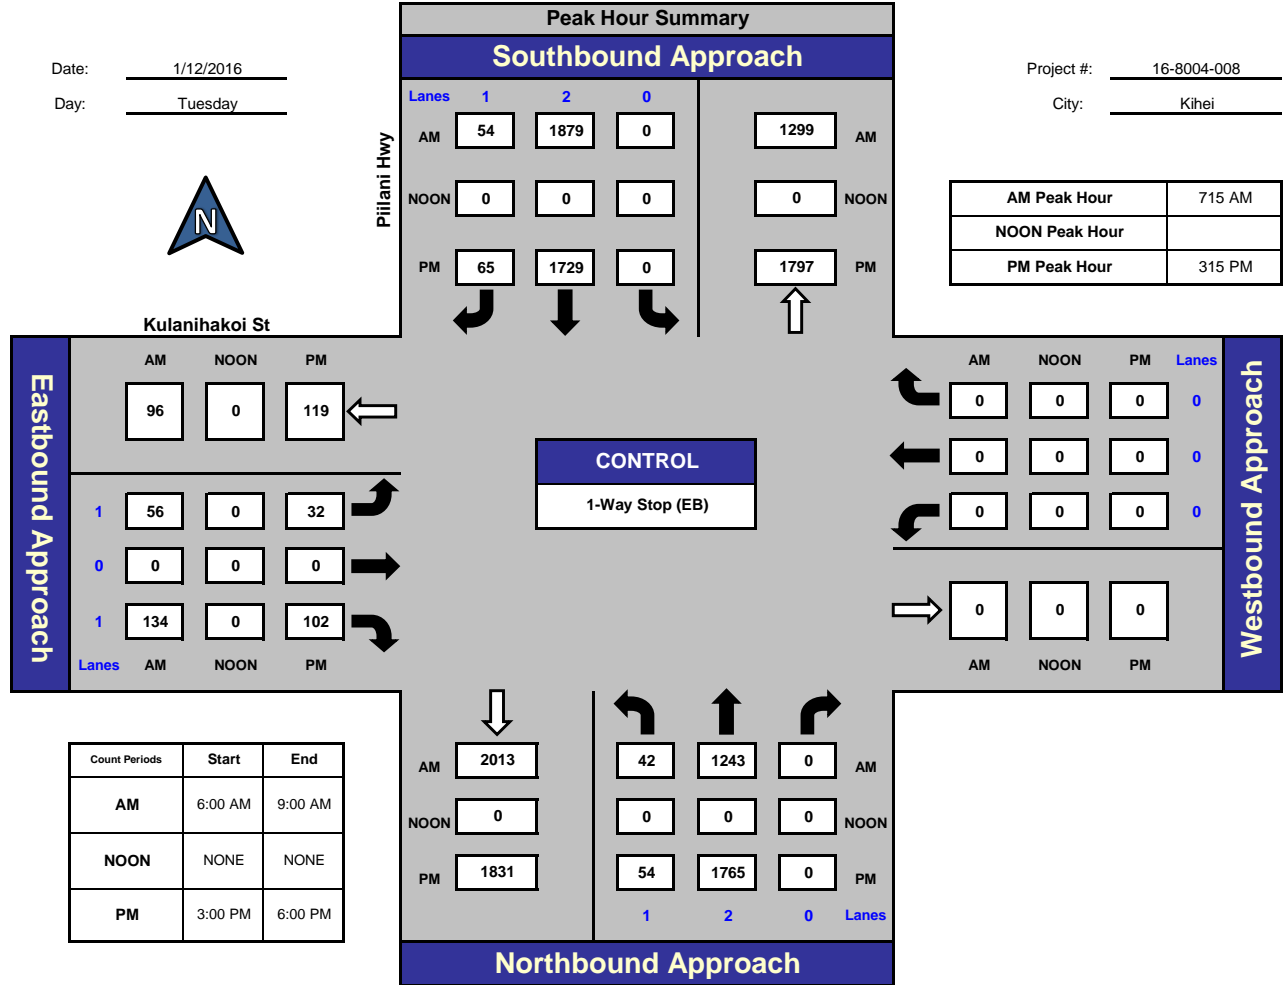 Peak Hour Summary
Southbound Approach
Date: 1/12/2016
Day: Tuesday
Project #: 16-8004-008
City: Kihei
Piilani Hwy
Lanes 1 2 0
AM 54 1879 0 1299 AM
NOON 0 0 0 0 NOON
PM 65 1729 0 1797 PM
N
AM Peak Hour 715 AM
NOON Peak Hour
PM Peak Hour 315 PM
Kulanihakoi St
Eastbound Approach
AM NOON PM
96 0 119
1 56 0 32
0 0 0 0
1 134 0 102
Lanes AM NOON PM
CONTROL
1-Way Stop (EB)
AM NOON PM Lanes
0 0 0 0
0 0 0 0
0 0 0 0
0 0 0
AM NOON PM
Westbound Approach
Count Periods Start End
AM 6:00 AM 9:00 AM
NOON NONE NONE
PM 3:00 PM 6:00 PM
AM 2013 42 1243 0 AM
NOON 0 0 0 0 NOON
PM 1831 54 1765 0 PM
1 2 0 Lanes
Northbound Approach